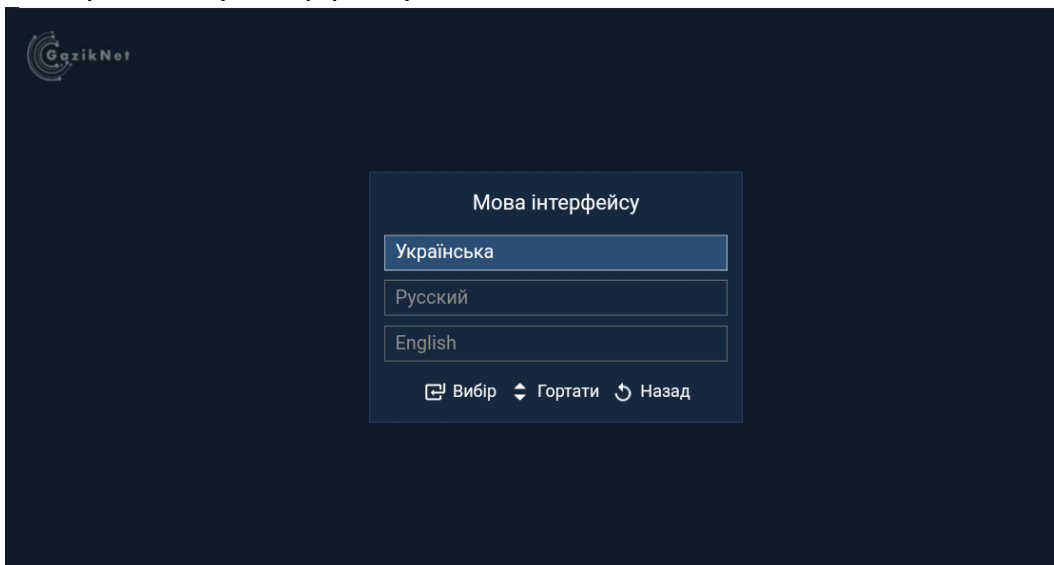 GazikNet
Мова інтерфейсу
Українська
Русский
English
Вибір Гортати Назад